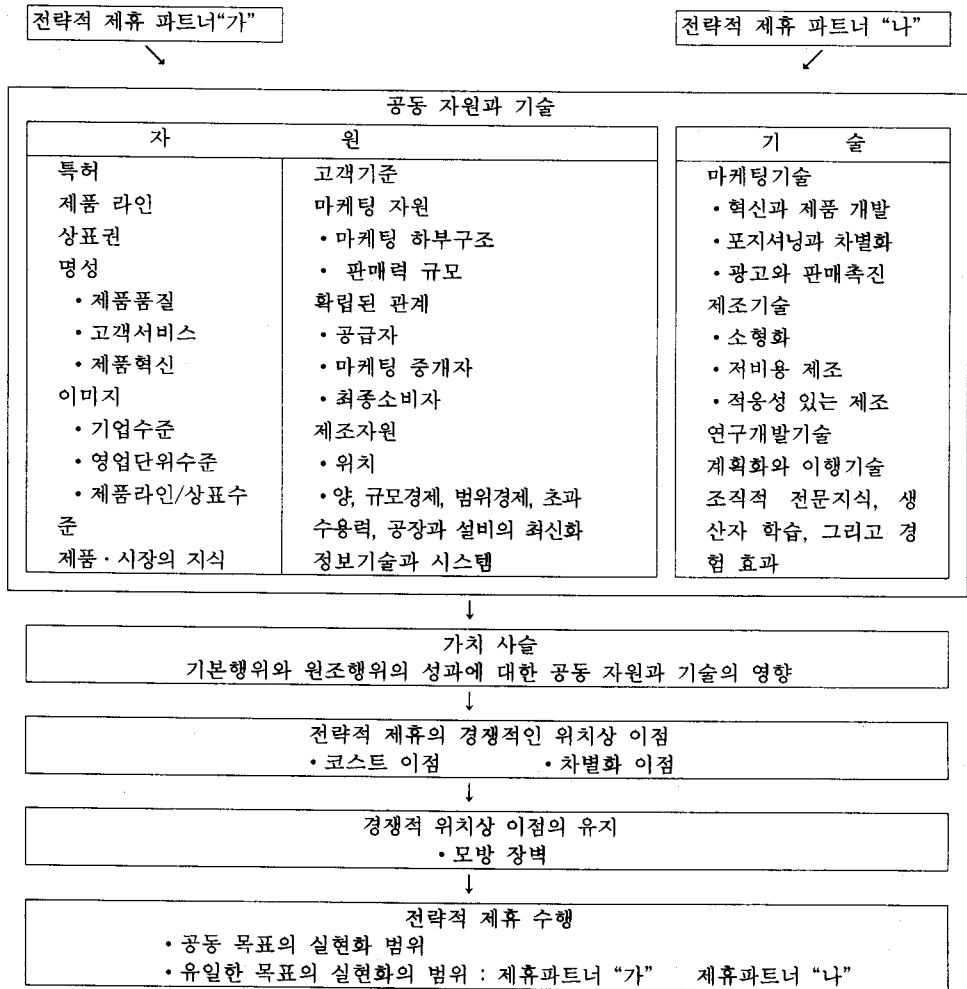 전략적 제휴 파트너“가”
전략적 제휴 파트너 “나”
공동 자원과 기술
자 원
특허
제품 라인
상표권
명성
• 제품품질
• 고객서비스
• 제품혁신
이미지
• 기업수준
• 영업단위수준
• 제품라인/상표수
준
제품 · 시장의 지식
고객기준
마케팅 자원
• 마케팅 하부구조
• 판매력 규모
확립된 관계
• 공급자
• 마케팅 중개자
• 최종소비자
제조자원
• 위치
• 양, 규모경제, 범위경제, 초과
수용력, 공장과 설비의 최신화
정보기술과 시스템
기 술
마케팅기술
• 혁신과 제품 개발
• 포지셔닝과 차별화
• 광고와 판매촉진
제조기술
• 소형화
• 저비용 제조
• 적응성 있는 제조
연구개발기술
계획화와 이행기술
조직적 전문지식, 생
산자 학습, 그리고 경
험 효과
가치 사슬
기본행위와 원조행위의 성과에 대한 공동 자원과 기술의 영향
전략적 제휴의 경쟁적인 위치상 이점
• 코스트 이점 • 차별화 이점
경쟁적 위치상 이점의 유지
• 모방 장벽
전략적 제휴 수행
• 공동 목표의 실현화 범위
• 유일한 목표의 실현화의 범위 : 제휴파트너 “가” 제휴파트너 “나”